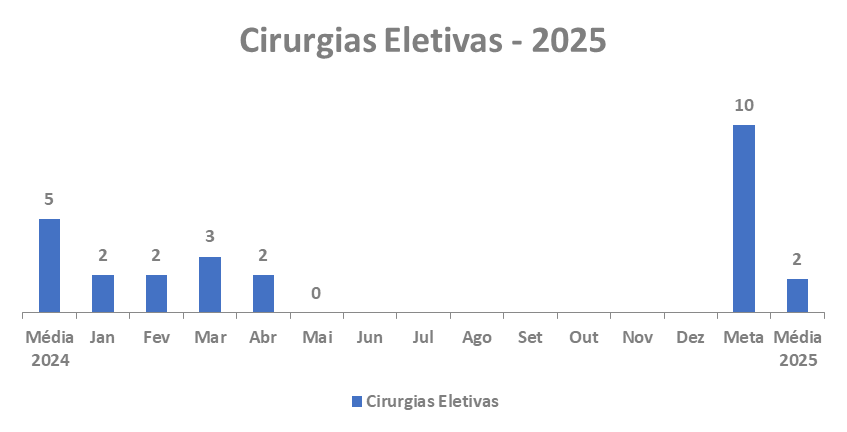 Cirurgias Eletivas - 2025
5
2
2
3
2
0
10
2
Média 2024
Jan
Fev
Mar
Abr
Mai
Jun
Jul
Ago
Set
Out
Nov
Dez
Meta
Média 2025
Cirurgias Eletivas